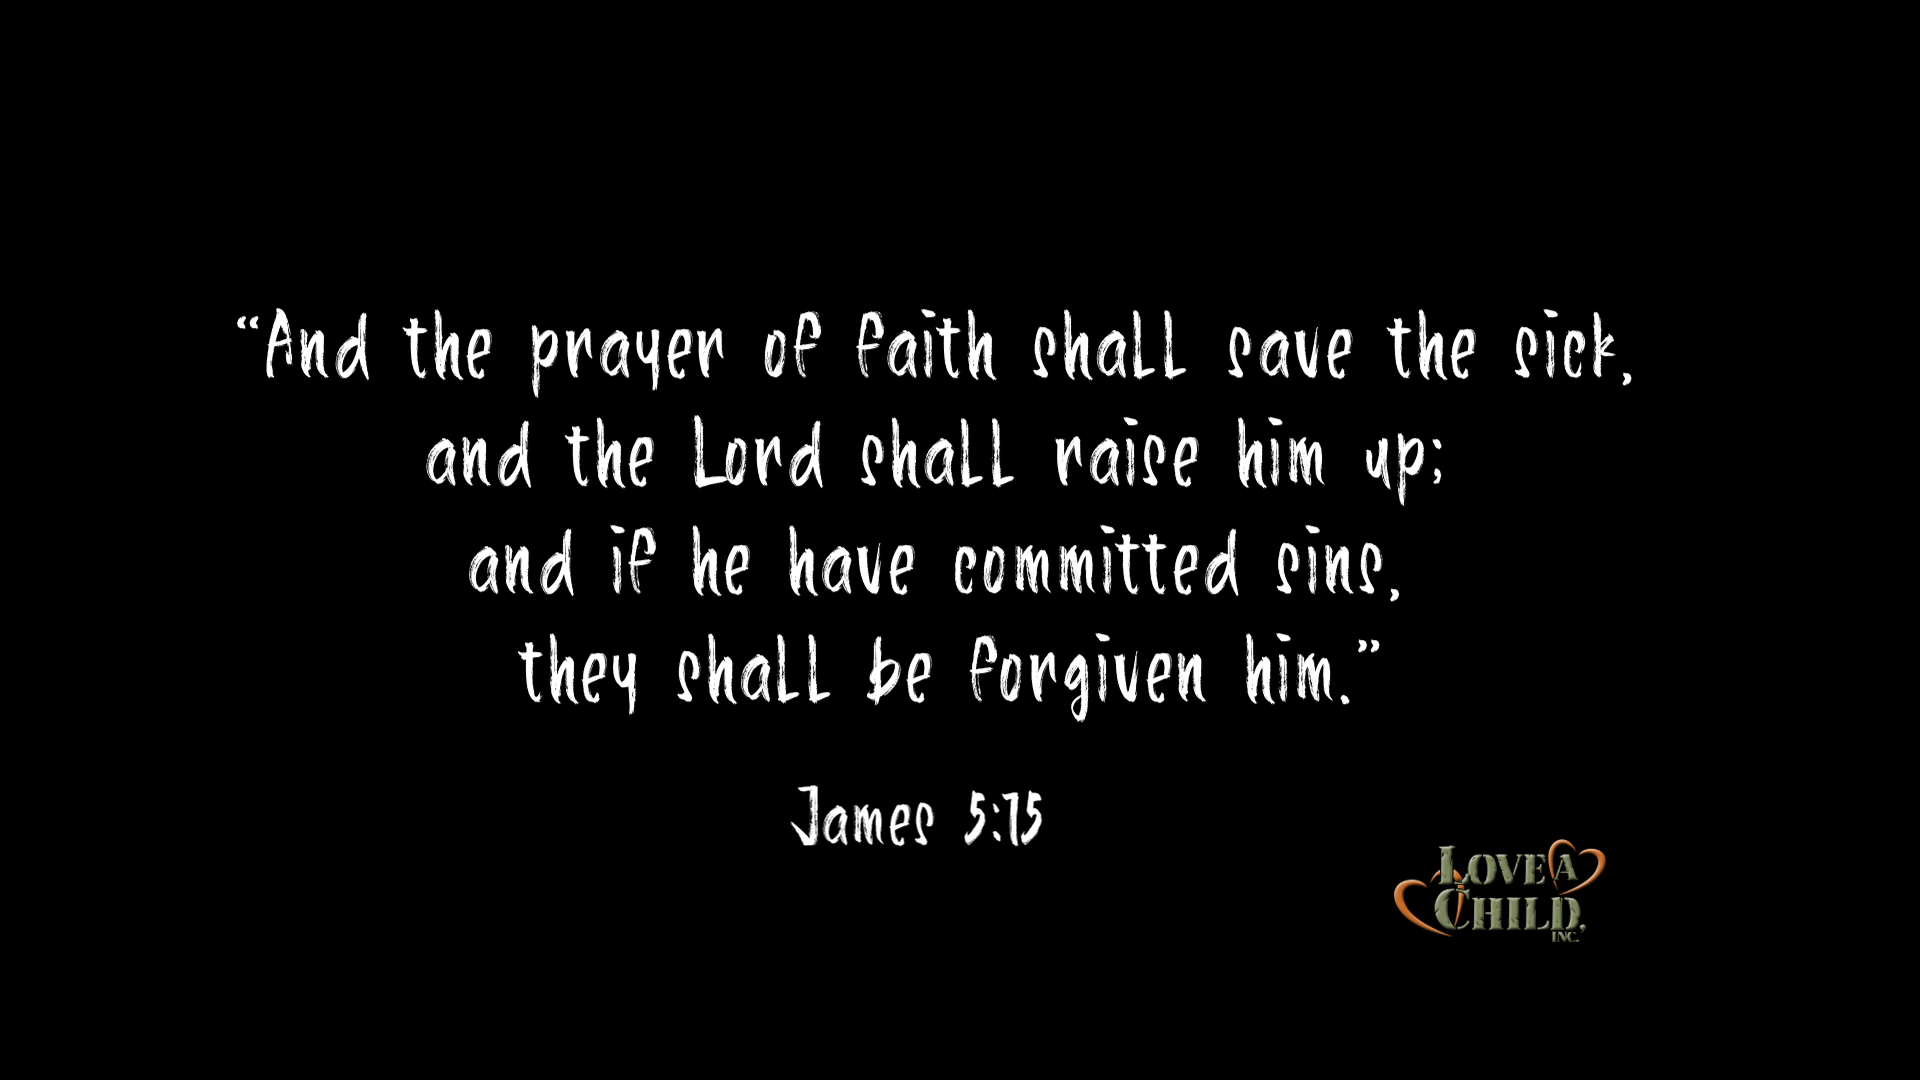 “And the prayer of faith shall save the sick,
and the Lord shall raise him up;
and if he have committed sins,
they shall be forgiven him.”
James 5:15
LOVE A
CHILD,
INC.